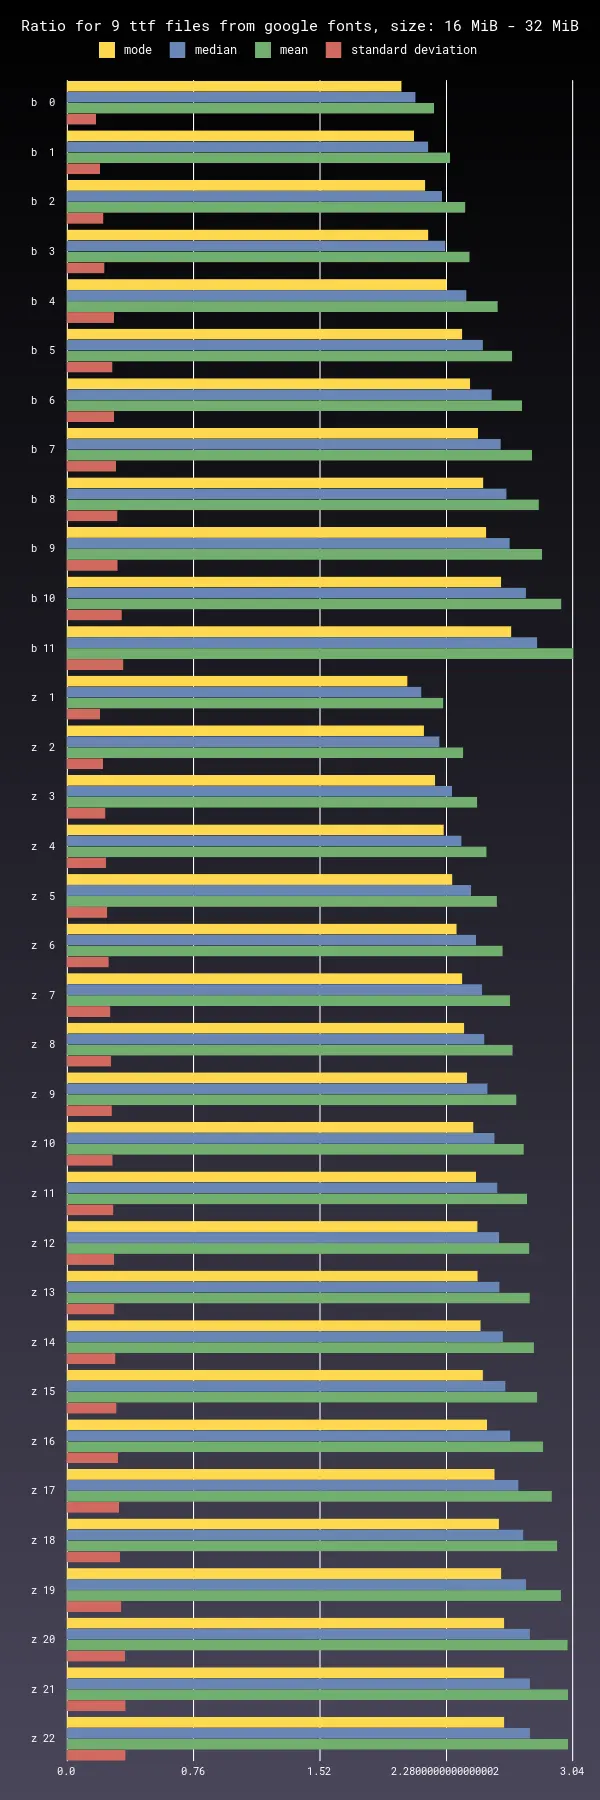 Ratio for 9 ttf files from google fonts, size: 16 MiB - 32 MiB
mode median mean standard deviation
b 0
b 1
b 2
b 3
b 4
b 5
b 6
b 7
b 8
b 9
b 10
b 11
z 1
z 2
z 3
z 4
z 5
z 6
z 7
z 8
z 9
z 10
z 11
z 12
z 13
z 14
z 15
z 16
z 17
z 18
z 19
z 20
z 21
z 22
0.0 0.76 1.52 2.2800000000000002 3.04